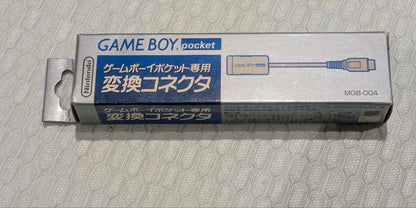 GAME BOY pocket
Nintendo
ゲームボーイポケット専用
変換コネクタ
GAME BOY
MGB-004
ゲームボーイポケット専用
変換コネクタ